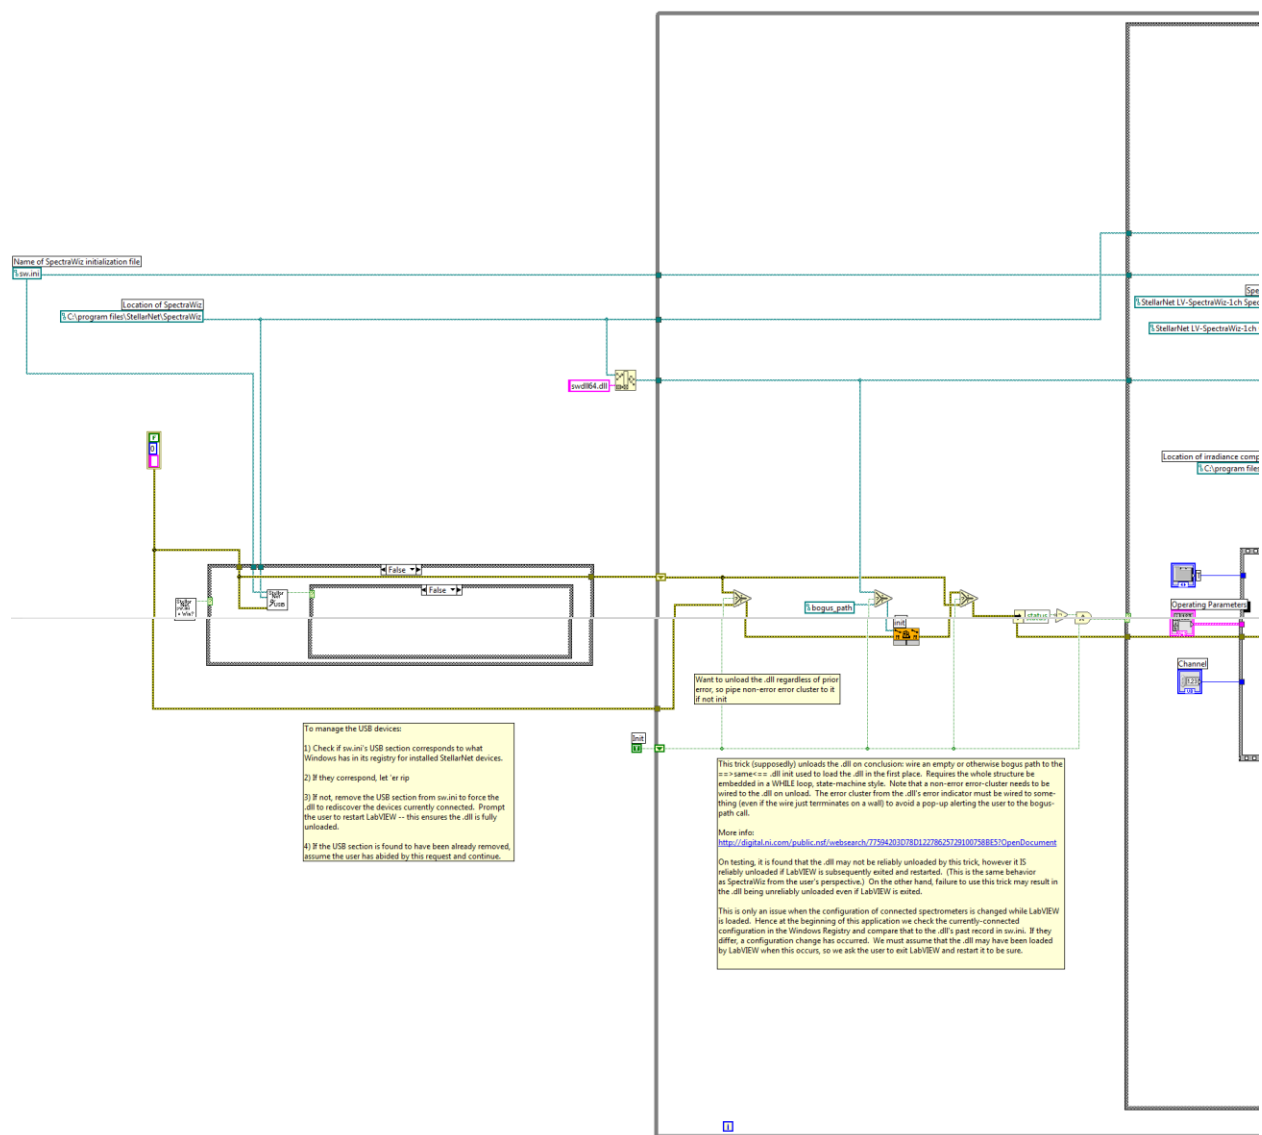 Name of SpectraWiz initialization file
sw.ini
Location of SpectraWiz
C:\program files\StellarNet\SpectraWiz
swdll64.dll
Spe
StellarNet LV-SpectraWiz-1ch Spec
StellarNet LV-SpectraWiz-1ch
Location of irradiance comp
C:\program files
F
0
False
False
bogus_path
init
status
Operating Parameters
Channel
Want to unload the .dll regardless of prior
error, so pipe non-error error cluster to it
if not init
Init
To manage the USB devices:
1) Check if sw.ini's USB section corresponds to what
Windows has in its registry for installed StellarNet devices.
2) If they correspond, let 'er rip
3) If not, remove the USB section from sw.ini to force the
.dll to rediscover the devices currently connected.  Prompt
the user to restart LabVIEW -- this ensures the .dll is fully
unloaded.
4) If the USB section is found to have been already removed,
assume the user has abided by this request and continue.
This trick (supposedly) unloads the .dll on conclusion: wire an empty or otherwise bogus path to the
==>same<== .dll init used to load the .dll in the first place.  Requires the whole structure be
embedded in a WHILE loop, state-machine style.  Note that a non-error error-cluster needs to be
wired to the .dll on unload.  The error cluster from the .dll's error indicator must be wired to some-
thing (even if the wire just terrminates on a wall) to avoid a pop-up alerting the user to the bogus-
path call.
More info:
http://digital.ni.com/public.nsf/websearch/77594203D78D12278625729100758BE5?OpenDocument
On testing, it is found that the .dll may not be reliably unloaded by this trick, however it IS
reliably unloaded if LabVIEW is subsequently exited and restarted.  (This is the same behavior
as SpectraWiz from the user's perspective.)  On the other hand, failure to use this trick may result in
the .dll being unreliably unloaded even if LabVIEW is exited.
This is only an issue when the configuration of connected spectrometers is changed while LabVIEW
is loaded.  Hence at the beginning of this application we check the currently-connected
configuration in the Windows Registry and compare that to the .dll's past record in sw.ini.  If they
differ, a configuration change has occurred.  We must assume that the .dll may have been loaded
by LabVIEW when this occurs, so we ask the user to exit LabVIEW and restart it to be sure.
i